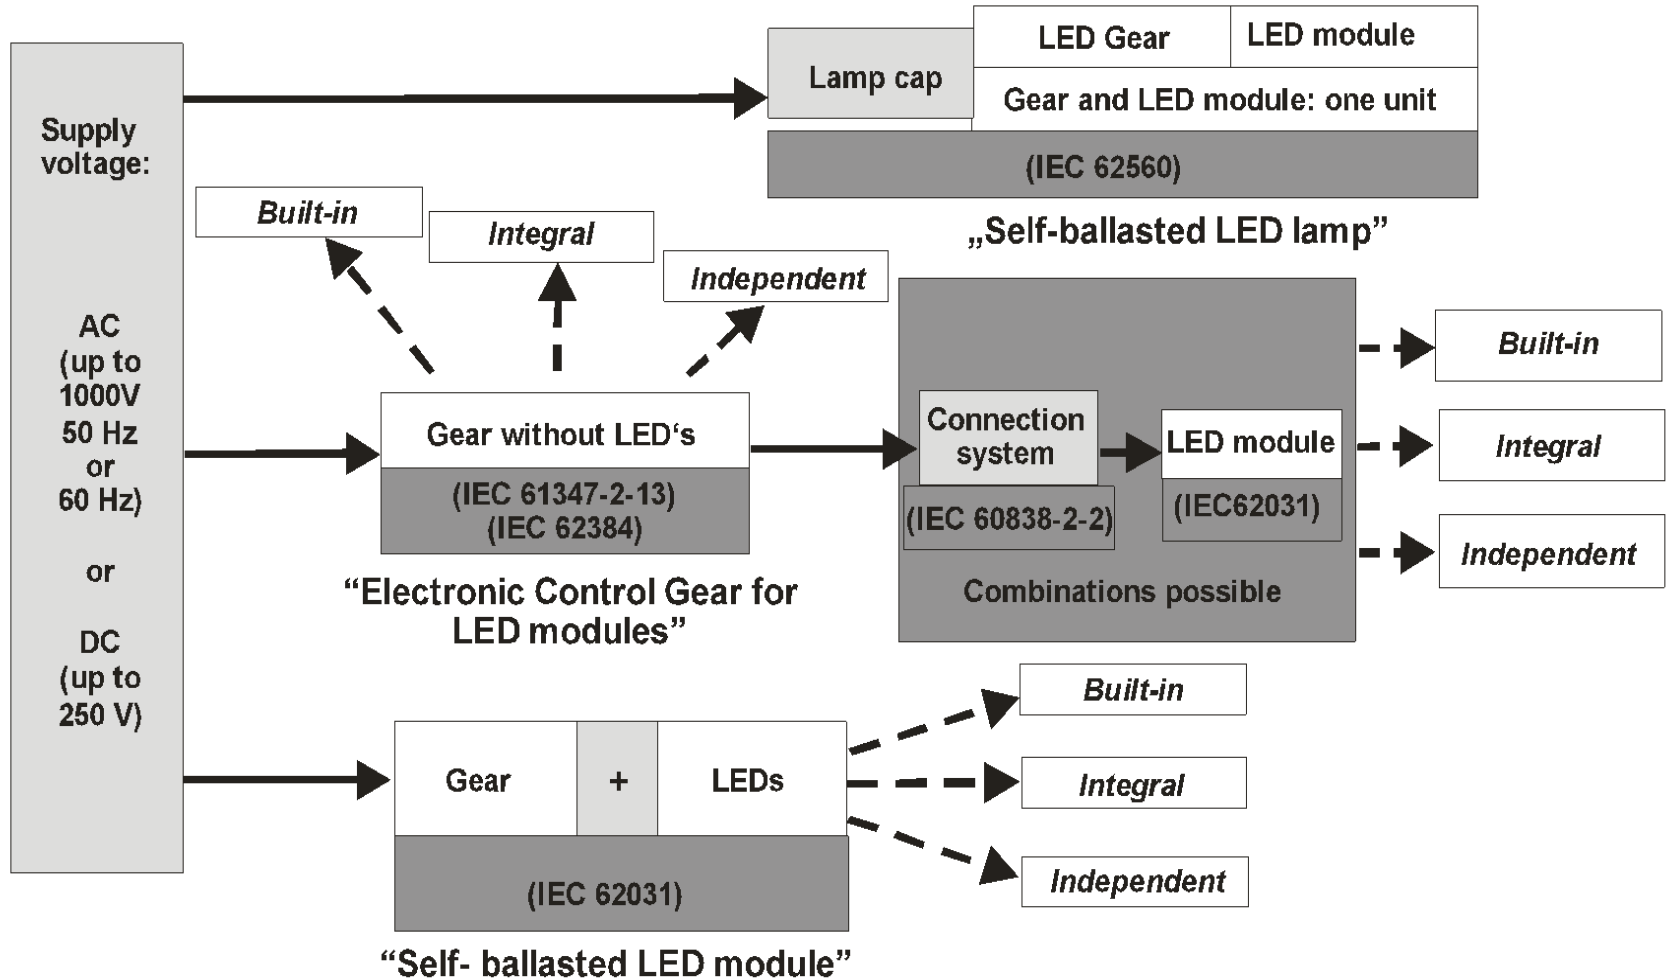 Supply
voltage:
AC
(up to
1000V
50 Hz
or
60 Hz)
or
DC
(up to
250 V)
Lamp cap
LED Gear
LED module
Gear and LED module: one unit
(IEC 62560)
„Self-ballasted LED lamp”
Built-in
Integral
Independent
Gear without LED‘s
(IEC 61347-2-13)
(IEC 62384)
“Electronic Control Gear for
LED modules”
Connection
system
(IEC 60838-2-2)
LED module
(IEC62031)
Combinations possible
Built-in
Integral
Independent
Gear
+
LEDs
(IEC 62031)
“Self- ballasted LED module”
Built-in
Integral
Independent